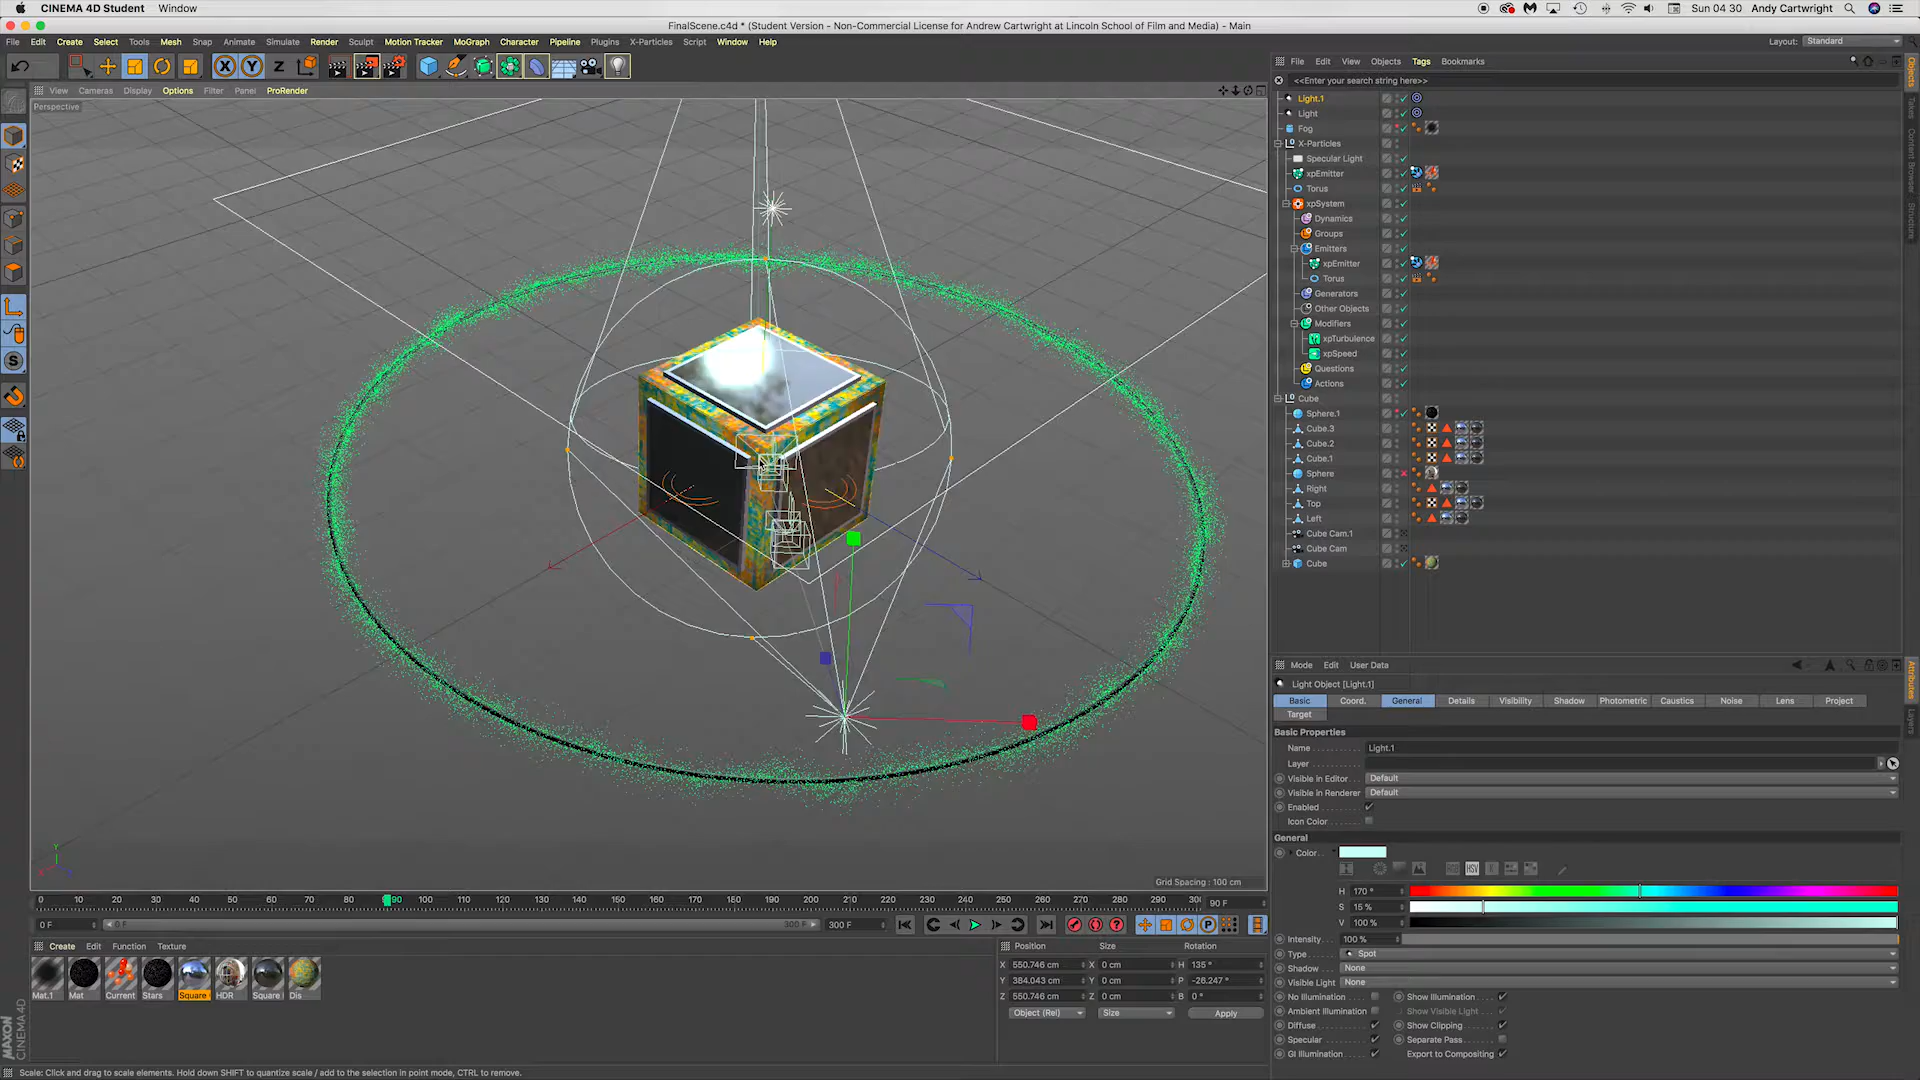 CINEMA 4D Student Window
SUN 04 30 Andy Cartwright
FinalScene.c4d * (Student Version - Non-Commercial License for Andrew Cartwright at Lincoln School of Film and Media) - Main
File Edit Create Select Tools Mesh Snap Animate Simulate Render Sculpt Motion Tracker MoGraph Character Pipeline Plugins X-Particles Script Window Help
Layout: Standard
X Y Z
File Edit View Objects Tags Bookmarks
<<Enter your search string here>>
View Cameras Display Options Filter Panel ProRender
Perspective
Light.1
Light
Fog
X-Particles
Specular Light
xpEmitter
Torus
xpSystem
Dynamics
Groups
Emitters
xpEmitter
Torus
Generators
Other Objects
Modifiers
xpTurbulence
xpSpeed
Questions
Actions
Cube
Sphere.1
Cube.3
Cube.2
Cube.1
Sphere
Right
Top
Left
Cube Cam.1
Cube Cam
Cube
Objects
Takes
Content Browser
Structure
Attributes
Layers
Mode Edit User Data
Light Object [Light.1]
Basic Coord. General Details Visibility Shadow Photometric Caustics Noise Lens Project
Target
Basic Properties
Name Light.1
Layer
Visible in Editor Default
Visible in Renderer Default
Enabled
Icon Color
General
Color
H 170 °
S 15 %
V 100 %
Intensity 100 %
Type Spot
Shadow None
Visible Light None
No Illumination Show Illumination
Ambient Illumination Show Visible Light
Diffuse Show Clipping
Specular Separate Pass
GI Illumination Export to Compositing
Grid Spacing : 100 cm
0 10 20 30 40 50 60 70 80 90 100 110 120 130 140 150 160 170 180 190 200 210 220 230 240 250 260 270 280 290 90 F
0 F 0 F 300 F 300 F
Create Edit Function Texture
Mat.1 Mat Current Stars Square HDR Square Dis
Position Size Rotation
X 550.746 cm X 0 cm H 135 °
Y 384.043 cm Y 0 cm P -26.247 °
Z 550.746 cm Z 0 cm B 0 °
Object (Rel) Size Apply
MAXON CINEMA 4D
Scale: Click and drag to scale elements. Hold down SHIFT to quantize scale / add to the selection in point mode, CTRL to remove.